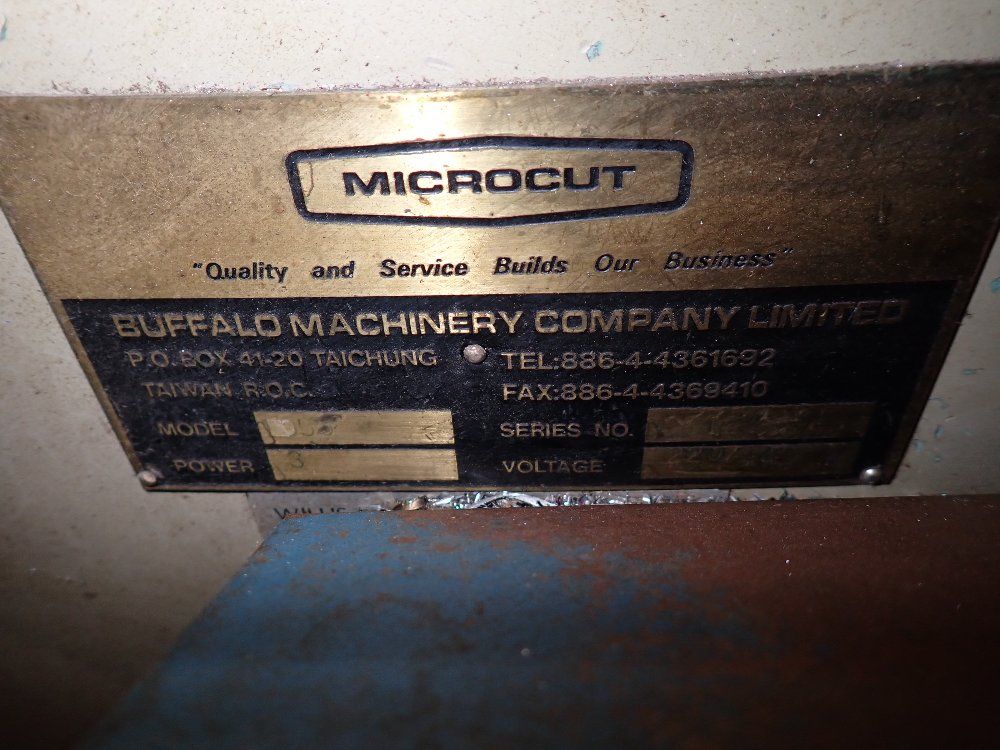 MICROCUT
"Quality and Service Builds Our Business"
BUFFALO MACHINERY COMPANY LIMITED
P.O. BOX 41-20 TAICHUNG TEL:886-4-4361692
TAIWAN R.O.C. FAX:886-4-4369410
MODEL SERIES NO.
POWER 3 VOLTAGE